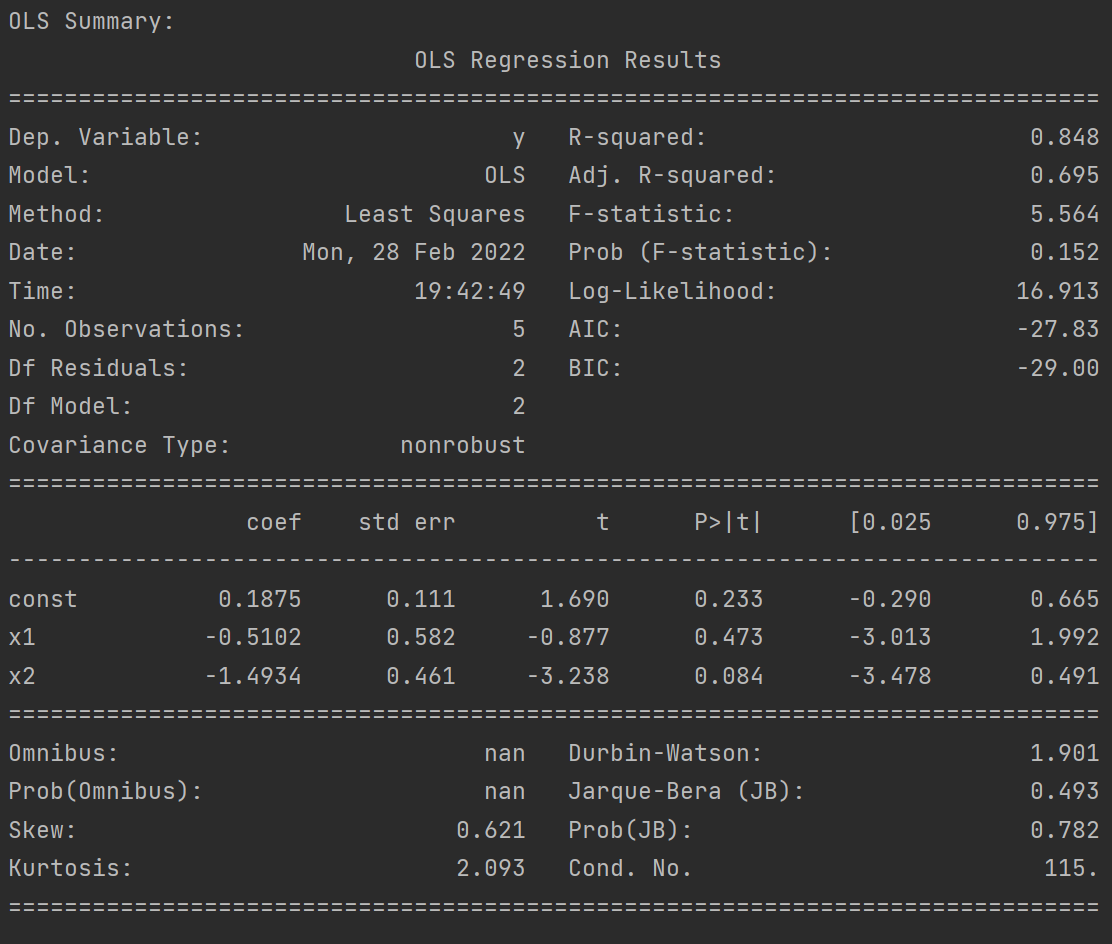 OLS Summary:
                             OLS Regression Results
==============================================================================
Dep. Variable:                      y   R-squared:                       0.848
Model:                            OLS   Adj. R-squared:                  0.695
Method:                 Least Squares   F-statistic:                     5.564
Date:                Mon, 28 Feb 2022   Prob (F-statistic):              0.152
Time:                        19:42:49   Log-Likelihood:                 16.913
No. Observations:                   5   AIC:                            -27.83
Df Residuals:                       2   BIC:                            -29.00
Df Model:                           2
Covariance Type:            nonrobust
==============================================================================
                 coef    std err          t      P>|t|      [0.025      0.975]
------------------------------------------------------------------------------
const          0.1875      0.111      1.690      0.233      -0.290       0.665
x1            -0.5102      0.582     -0.877      0.473      -3.013       1.992
x2            -1.4934      0.461     -3.238      0.084      -3.478       0.491
==============================================================================
Omnibus:                          nan   Durbin-Watson:                   1.901
Prob(Omnibus):                    nan   Jarque-Bera (JB):                0.493
Skew:                           0.621   Prob(JB):                        0.782
Kurtosis:                       2.093   Cond. No.                         115.
==============================================================================